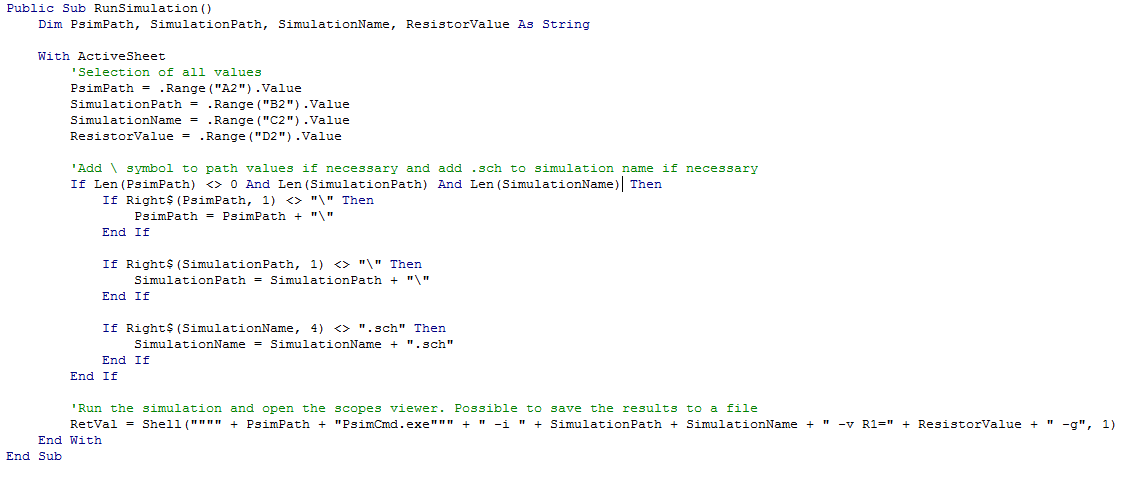 Public Sub RunSimulation()
    Dim PsimPath, SimulationPath, SimulationName, ResistorValue As String

    With ActiveSheet
        'Selection of all values
        PsimPath = .Range("A2").Value
        SimulationPath = .Range("B2").Value
        SimulationName = .Range("C2").Value
        ResistorValue = .Range("D2").Value

        'Add \ symbol to path values if necessary and add .sch to simulation name if necessary
        If Len(PsimPath) <> 0 And Len(SimulationPath) And Len(SimulationName) Then
            If Right$(PsimPath, 1) <> "\" Then
                PsimPath = PsimPath + "\"
            End If

            If Right$(SimulationPath, 1) <> "\" Then
                SimulationPath = SimulationPath + "\"
            End If

            If Right$(SimulationName, 4) <> ".sch" Then
                SimulationName = SimulationName + ".sch"
            End If
        End If

        'Run the simulation and open the scopes viewer. Possible to save the results to a file
        RetVal = Shell("""" + PsimPath + "PsimCmd.exe""" + " -i " + SimulationPath + SimulationName + " -v R1=" + ResistorValue + " -g", 1)
    End With
End Sub